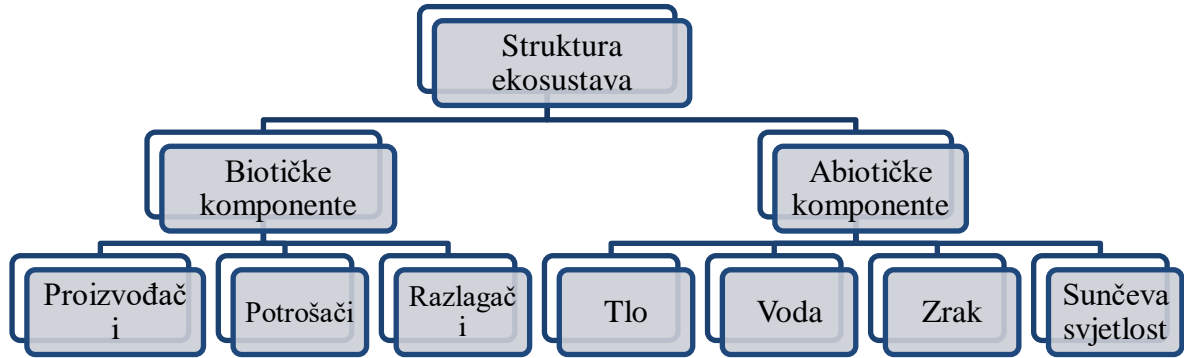 Struktura
ekosustava
Biotičke
komponente
Abiotičke
komponente
Proizvođač
i
Potrošači
Razlagač
i
Tlo
Voda
Zrak
Sunčeva
svjetlost